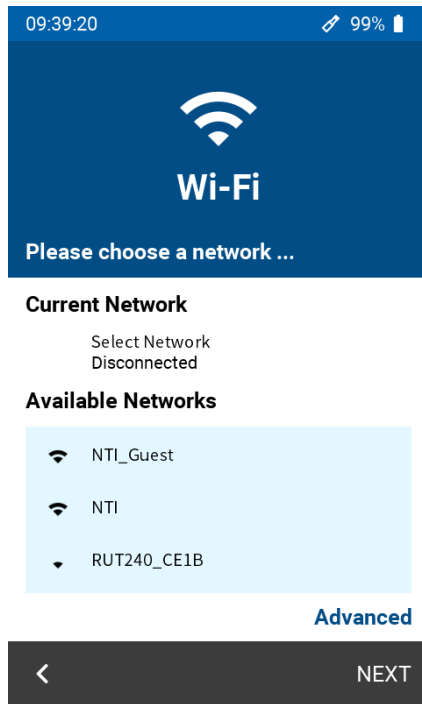 09:39:20 99%
Wi-Fi
Please choose a network ...
Current Network
Select Network
Disconnected
Available Networks
NTI_Guest
NTI
RUT240_CE1B
Advanced
NEXT